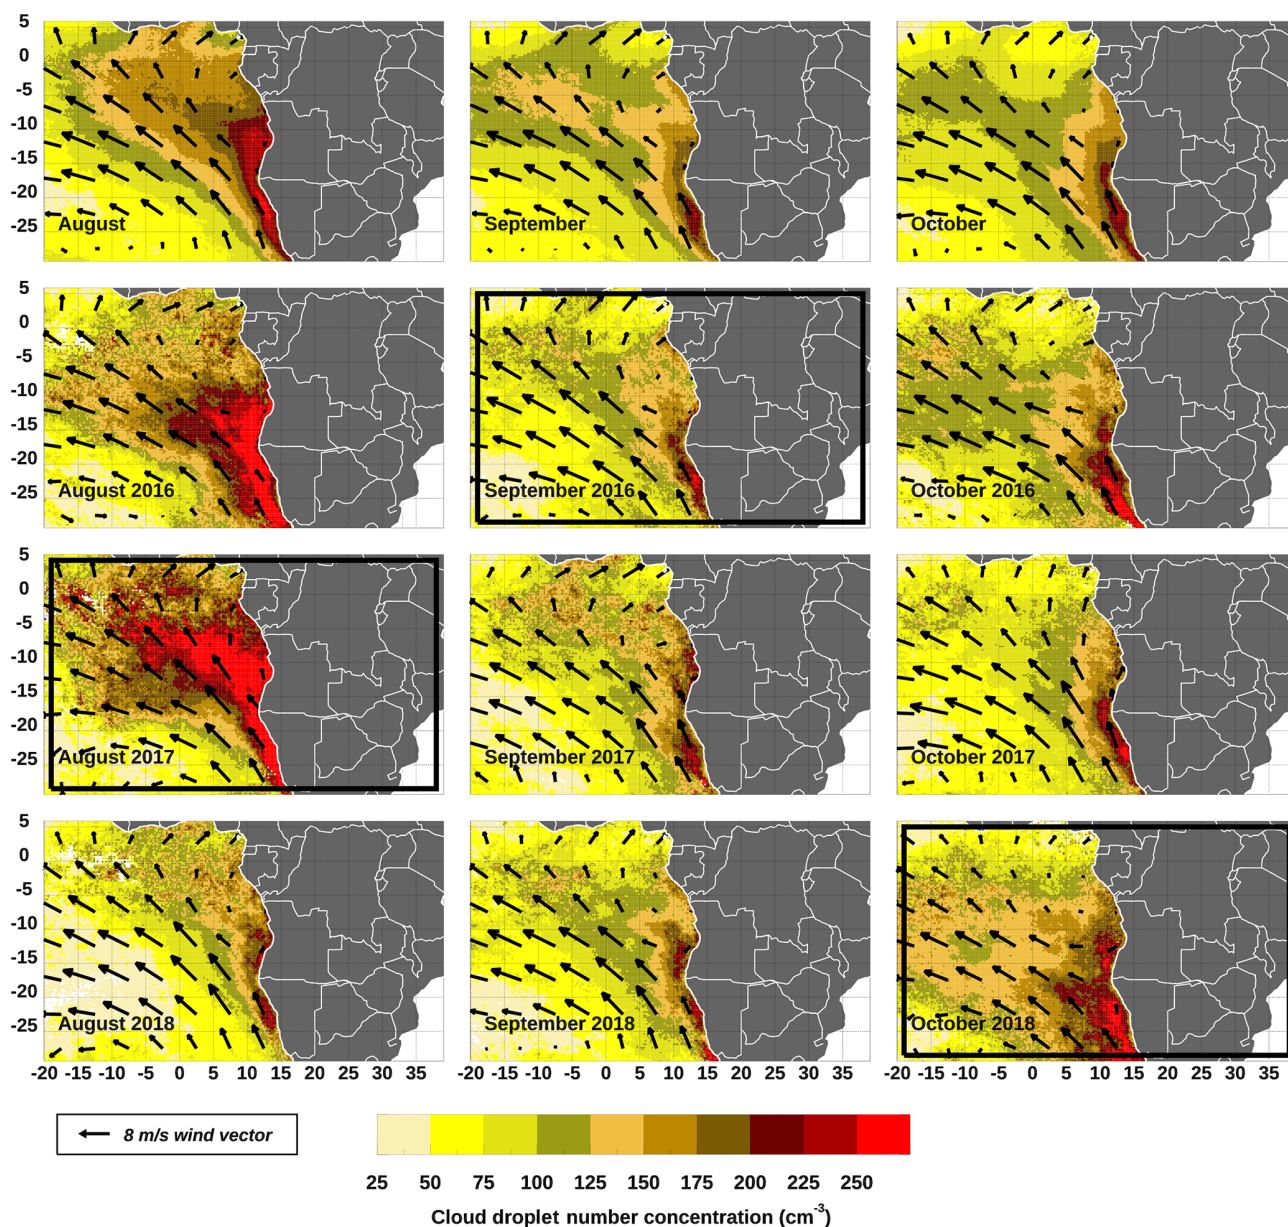 5
0
-5
-10
-15
-20
-25
August
September
October
5
0
-5
-10
-15
-20
-25
August 2016
September 2016
October 2016
5
0
-5
-10
-15
-20
-25
August 2017
September 2017
October 2017
5
0
-5
-10
-15
-20
-25
August 2018
September 2018
October 2018
-20 -15 -10 -5 0 5 10 15 20 25 30 35
-20 -15 -10 -5 0 5 10 15 20 25 30 35
-20 -15 -10 -5 0 5 10 15 20 25 30 35
8 m/s wind vector
25 50 75 100 125 150 175 200 225 250
Cloud droplet number concentration (cm⁻³)